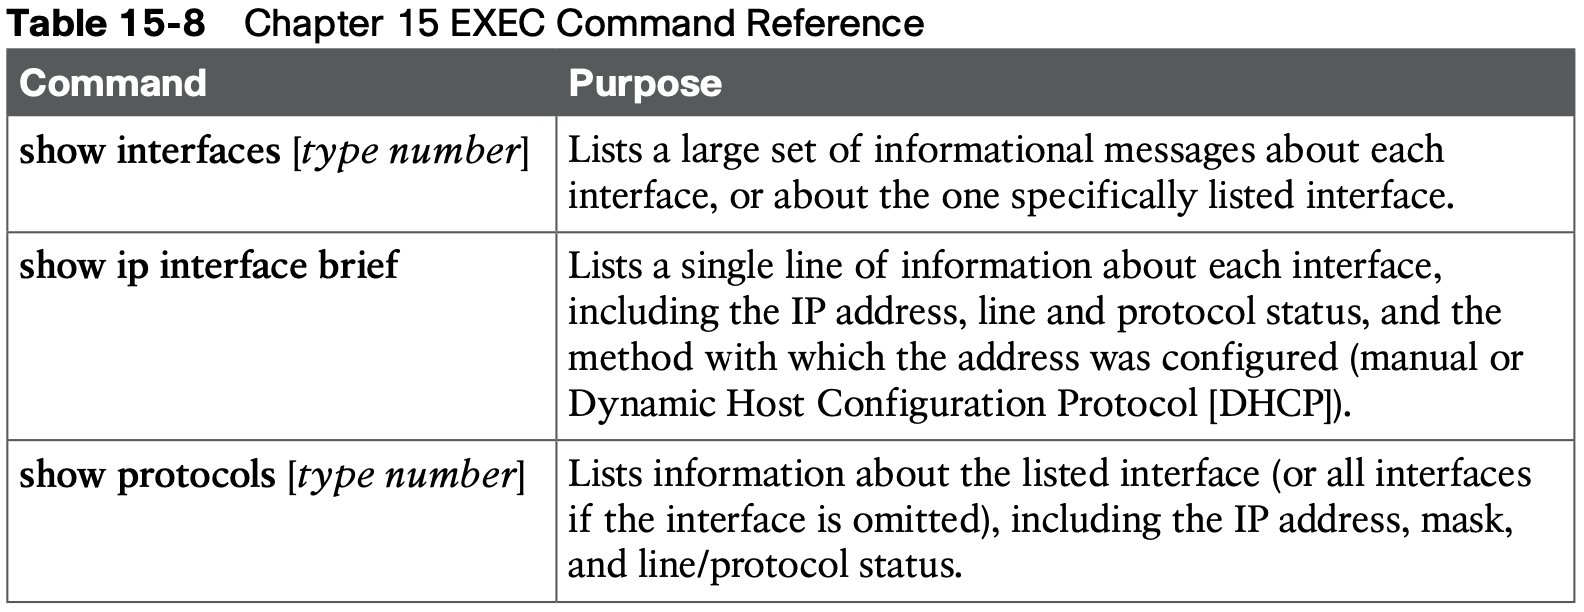 Table 15-8 Chapter 15 EXEC Command Reference
Command Purpose
show interfaces [type number] Lists a large set of informational messages about each
interface, or about the one specifically listed interface.
show ip interface brief Lists a single line of information about each interface,
including the IP address, line and protocol status, and the
method with which the address was configured (manual or
Dynamic Host Configuration Protocol [DHCP]).
show protocols [type number] Lists information about the listed interface (or all interfaces
if the interface is omitted), including the IP address, mask,
and line/protocol status.